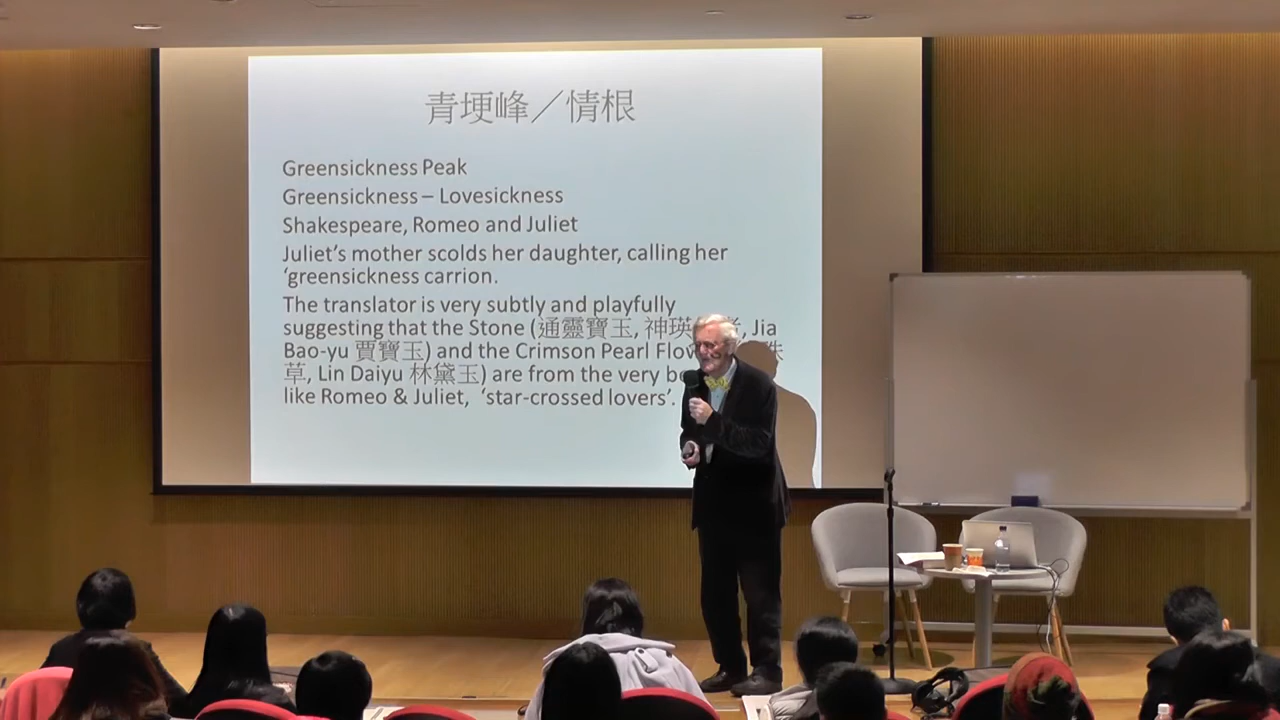 青埂峰／情根
Greensickness Peak
Greensickness – Lovesickness
Shakespeare, Romeo and Juliet
Juliet’s mother scolds her daughter, calling her
‘greensickness carrion.
The translator is very subtly and playfully
suggesting that the Stone (通靈寶玉, 神瑛 Jia
Bao-yu 賈寶玉) and the Crimson Pearl
草, Lin Daiyu 林黛玉) are from the very
like Romeo & Juliet, ‘star-crossed lovers’.